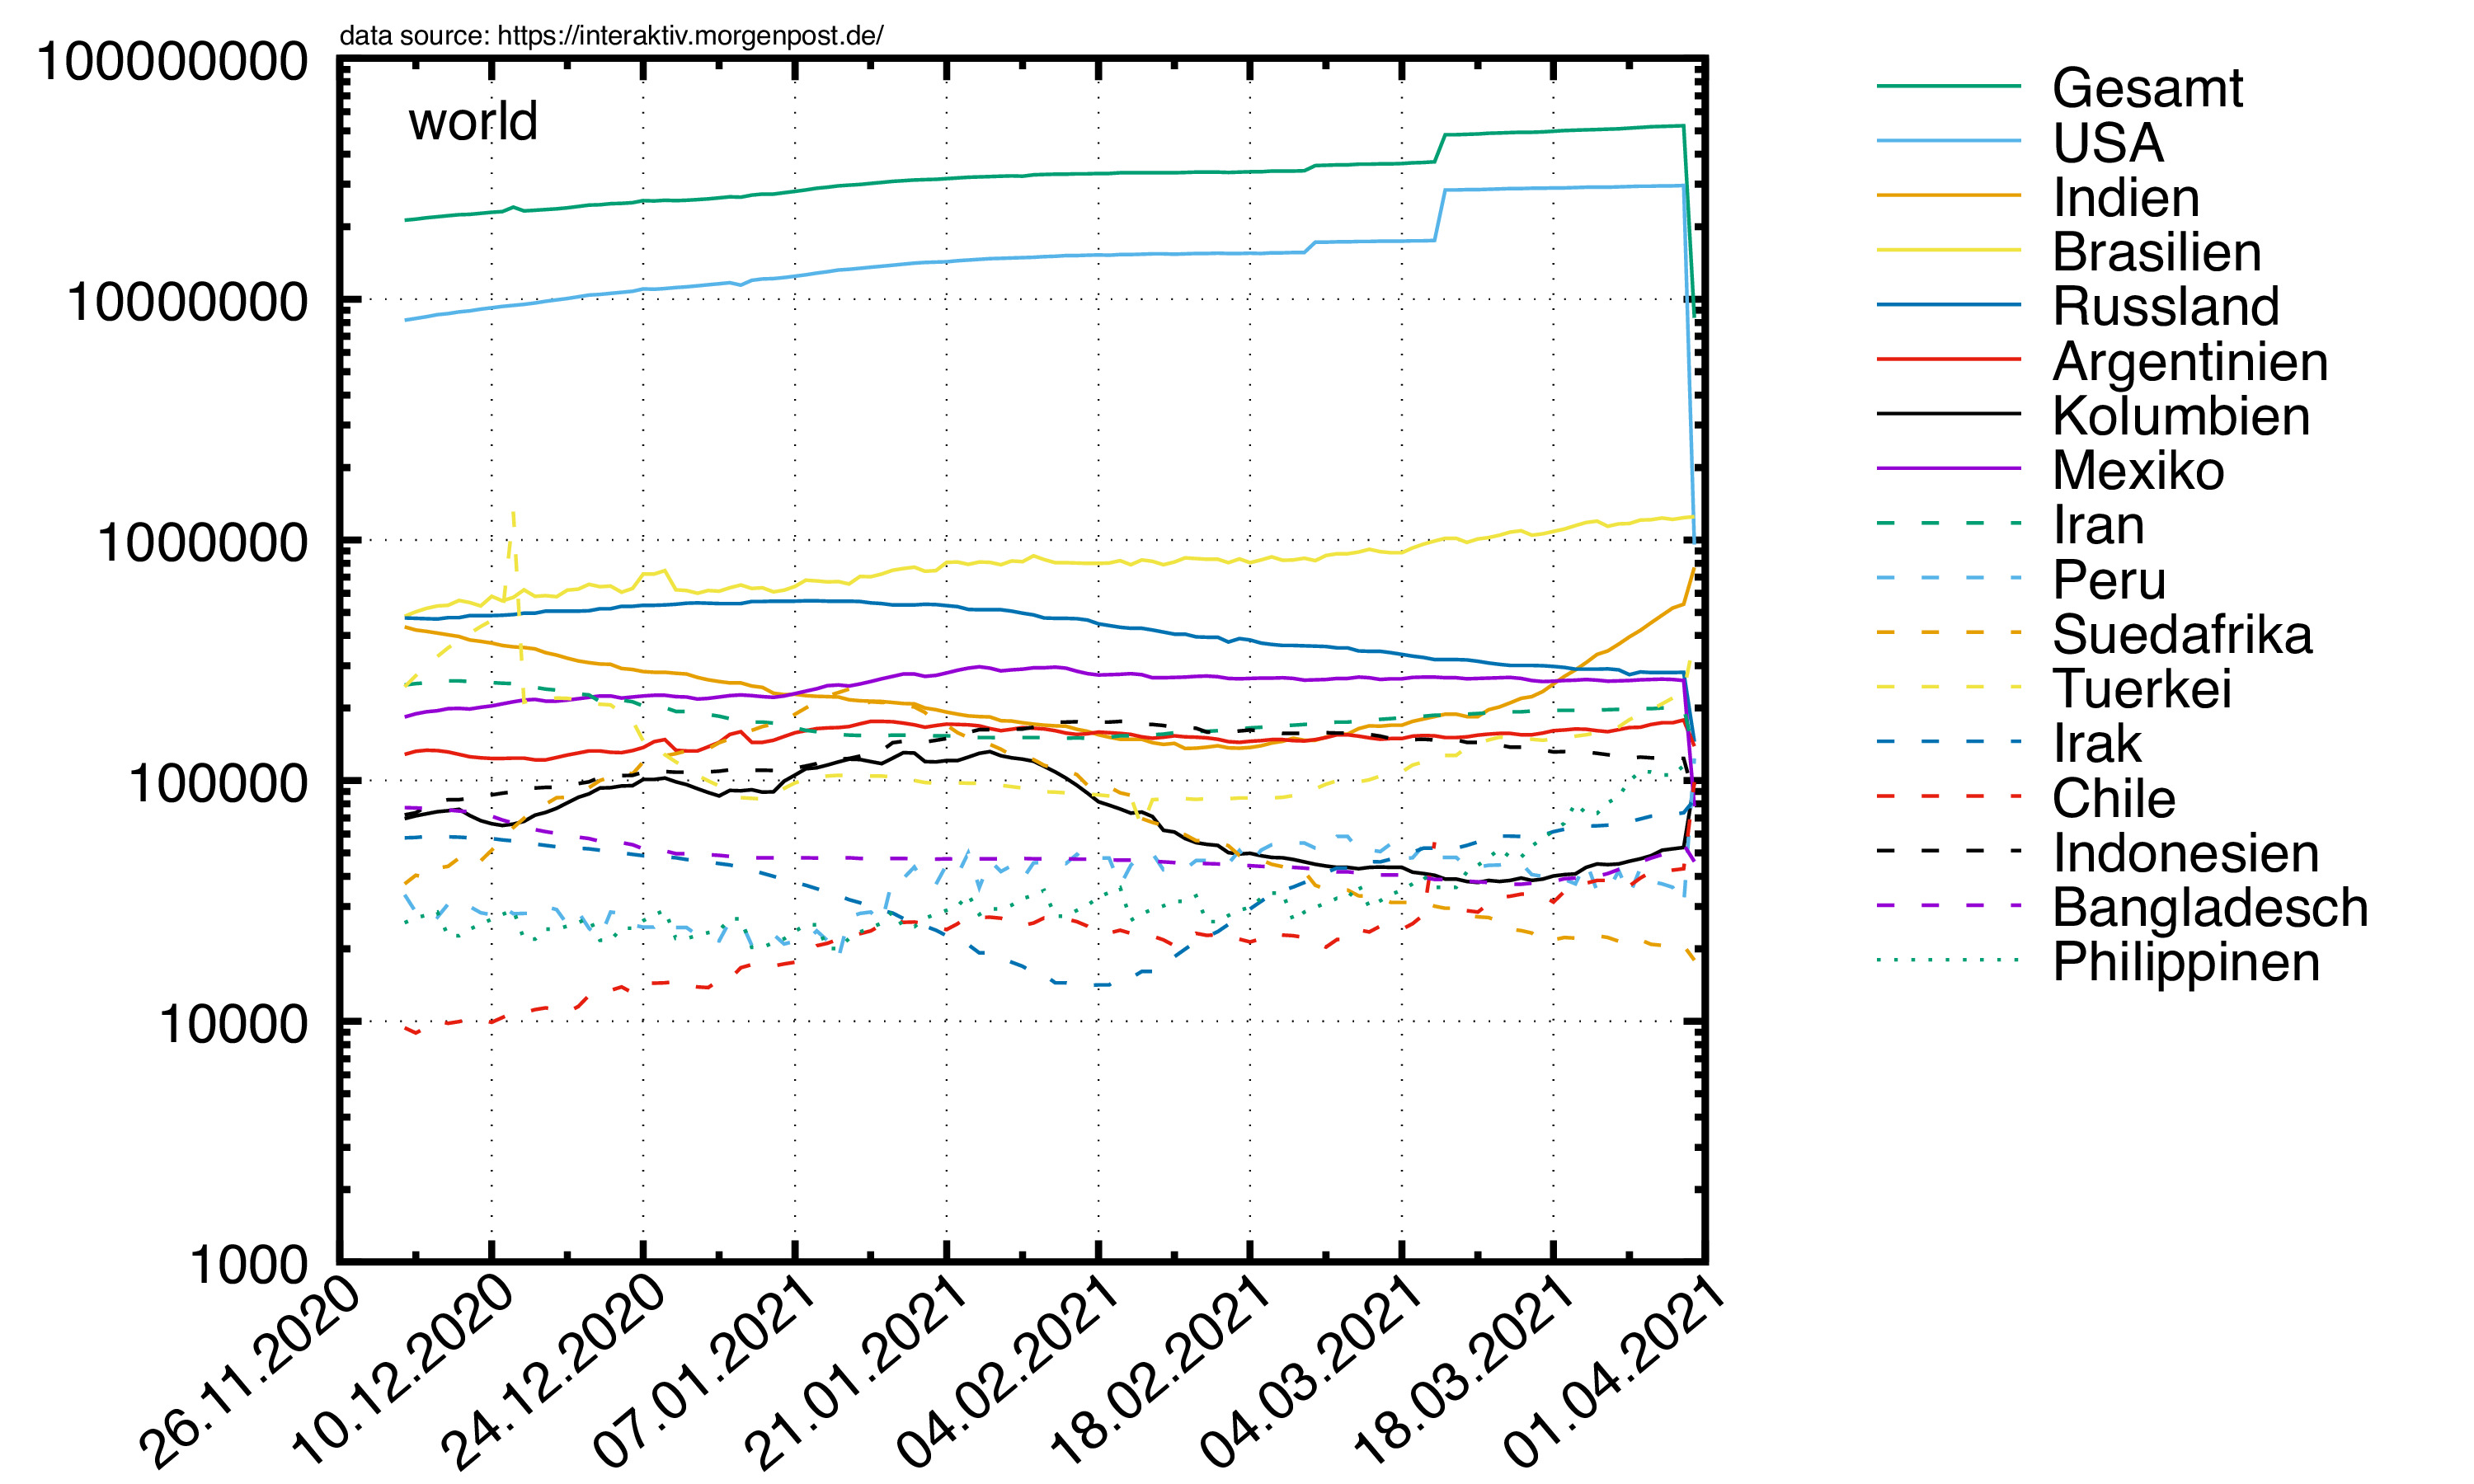 data source: https://interaktiv.morgenpost.de/
100000000
10000000
1000000
100000
10000
1000
world
26.11.2020
10.12.2020
24.12.2020
07.01.2021
21.01.2021
04.02.2021
18.02.2021
04.03.2021
18.03.2021
01.04.2021
Gesamt
USA
Indien
Brasilien
Russland
Argentinien
Kolumbien
Mexiko
Iran
Peru
Suedafrika
Tuerkei
Irak
Chile
Indonesien
Bangladesch
Philippinen